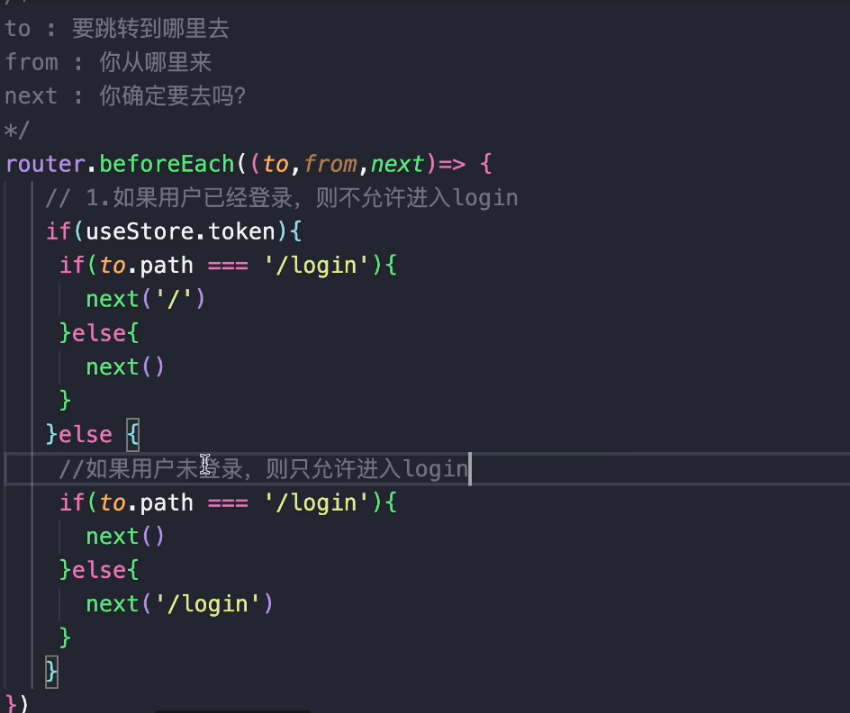 to : 要跳转到哪里去
from : 你从哪里来
next : 你确定要去吗?
*/
router.beforeEach((to,from,next)=> {
// 1.如果用户已经登录，则不允许进入login
if(useStore.token){
if(to.path === '/login'){
next('/')
}else{
next()
}
}else {
//如果用户未登录，则只允许进入login
if(to.path === '/login'){
next()
}else{
next('/login')
}
}
})